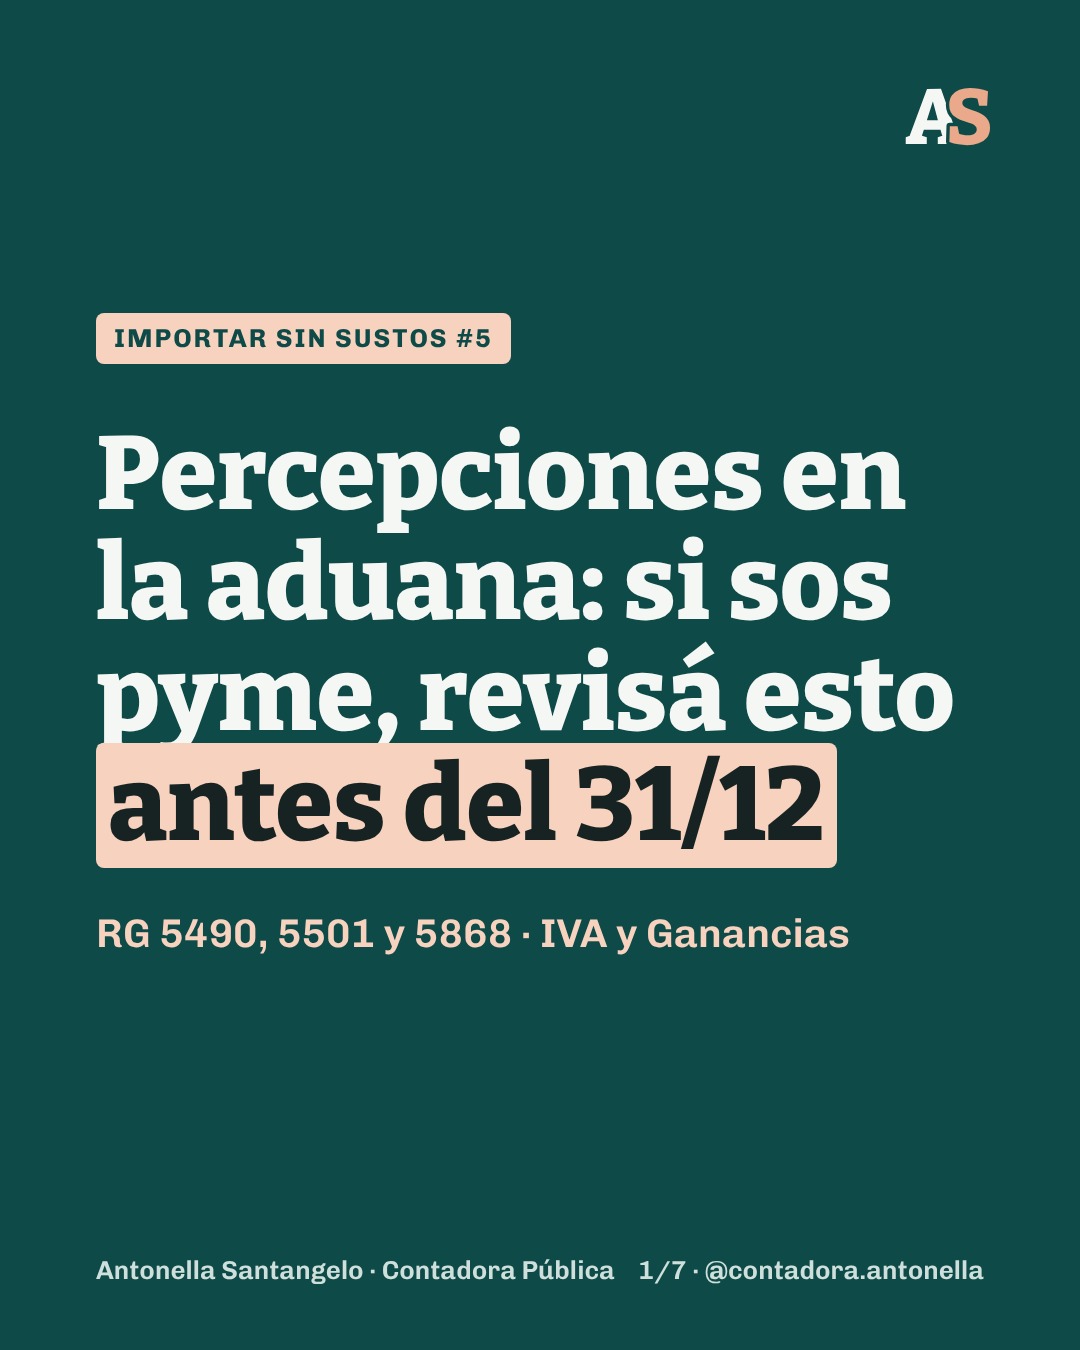 AS
IMPORTAR SIN SUSTOS #5
Percepciones en
la aduana: si sos
pyme, revisá esto
antes del 31/12
RG 5490, 5501 y 5868 · IVA y Ganancias
Antonella Santangelo · Contadora Pública 1/7 · @contadora.antonella